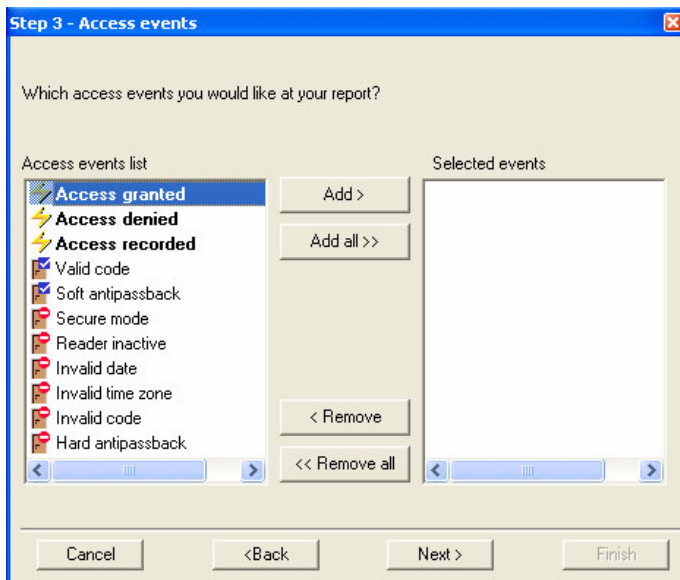 Step 3 - Access events
Which access events you would like at your report?
Access events list
Selected events
Access granted
Access denied
Access recorded
Valid code
Soft antipassback
Secure mode
Reader inactive
Invalid date
Invalid time zone
Invalid code
Hard antipassback
Add >
Add all >>
< Remove
<< Remove all
Cancel
<Back
Next >
Finish